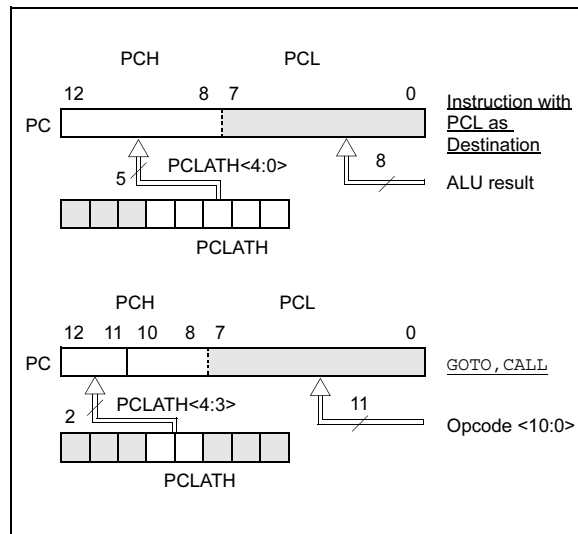 PCH PCL
12 8 7 0
PC
Instruction with
PCL as
Destination
5 PCLATH<4:0> 8
ALU result
PCLATH
PCH PCL
12 11 10 8 7 0
PC GOTO, CALL
2 PCLATH<4:3> 11
Opcode <10:0>
PCLATH